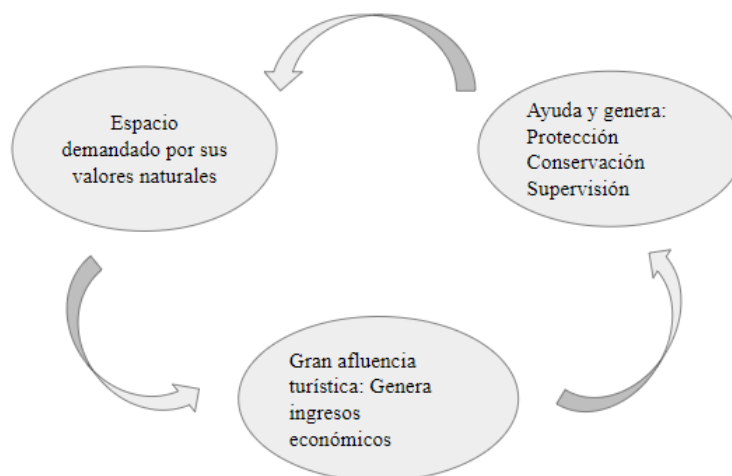 Espacio
demandado por sus
valores naturales
Ayuda y genera:
Protección
Conservación
Supervisión
Gran afluencia
turística: Genera
ingresos
económicos